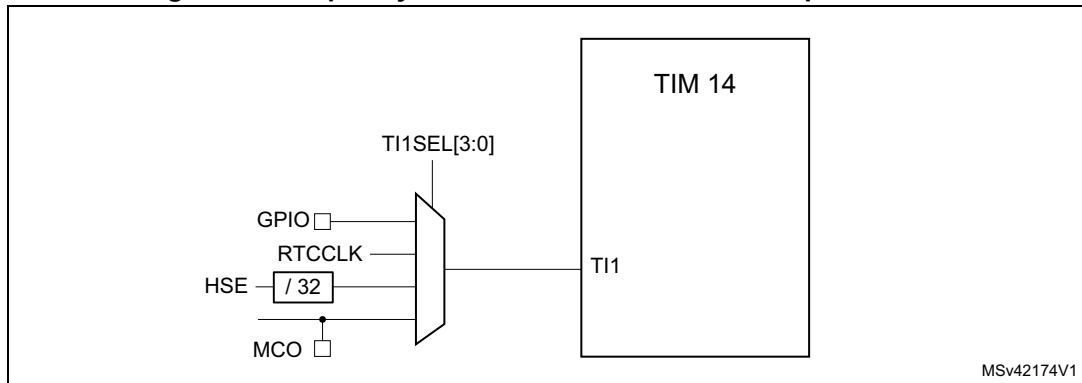 TIM 14
TI1SEL[3:0]
GPIO
RTCCLK
TI1
HSE
/ 32
MCO
MSv42174V1